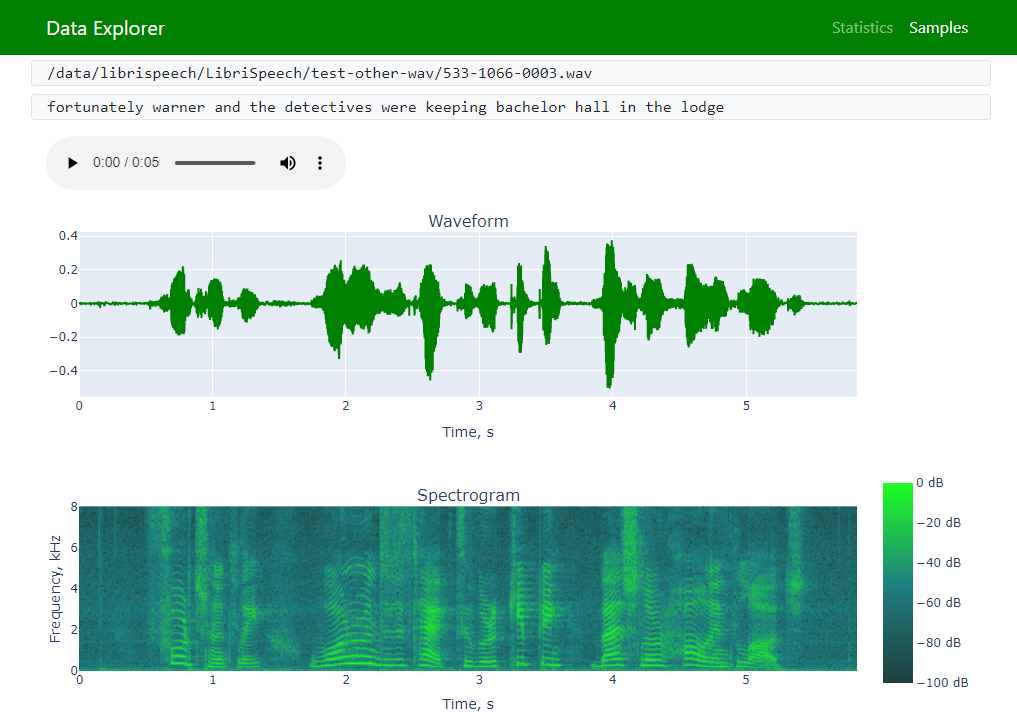 Data Explorer Statistics Samples
/data/librispeech/LibriSpeech/test-other-wav/533-1066-0003.wav
fortunately warner and the detectives were keeping bachelor hall in the lodge
0:00 / 0:05
Waveform
0.4
0.2
0
−0.2
−0.4
0 1 2 3 4 5
Time, s
Spectrogram
Frequency, kHz
8
6
4
2
0
0 1 2 3 4 5
Time, s
0 dB
−20 dB
−40 dB
−60 dB
−80 dB
−100 dB